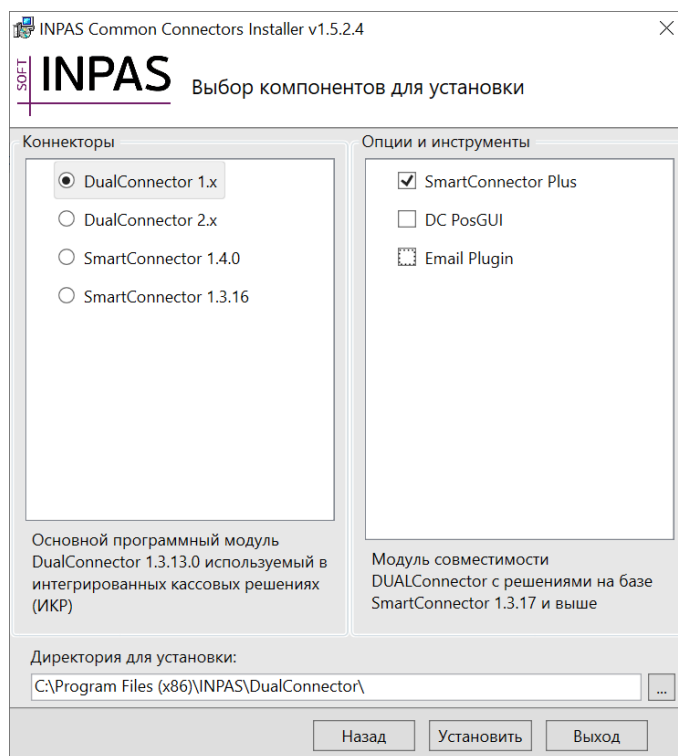 INPAS Common Connectors Installer v1.5.2.4
SOFT
INPAS
Выбор компонентов для установки
Коннекторы
DualConnector 1.x
DualConnector 2.x
SmartConnector 1.4.0
SmartConnector 1.3.16
Основной программный модуль
DualConnector 1.3.13.0 используемый в
интегрированных кассовых решениях
(ИКР)
Опции и инструменты
SmartConnector Plus
DC PosGUI
Email Plugin
Модуль совместимости
DUALConnector с решениями на базе
SmartConnector 1.3.17 и выше
Директория для установки:
C:\Program Files (x86)\INPAS\DualConnector\
...
Назад
Установить
Выход